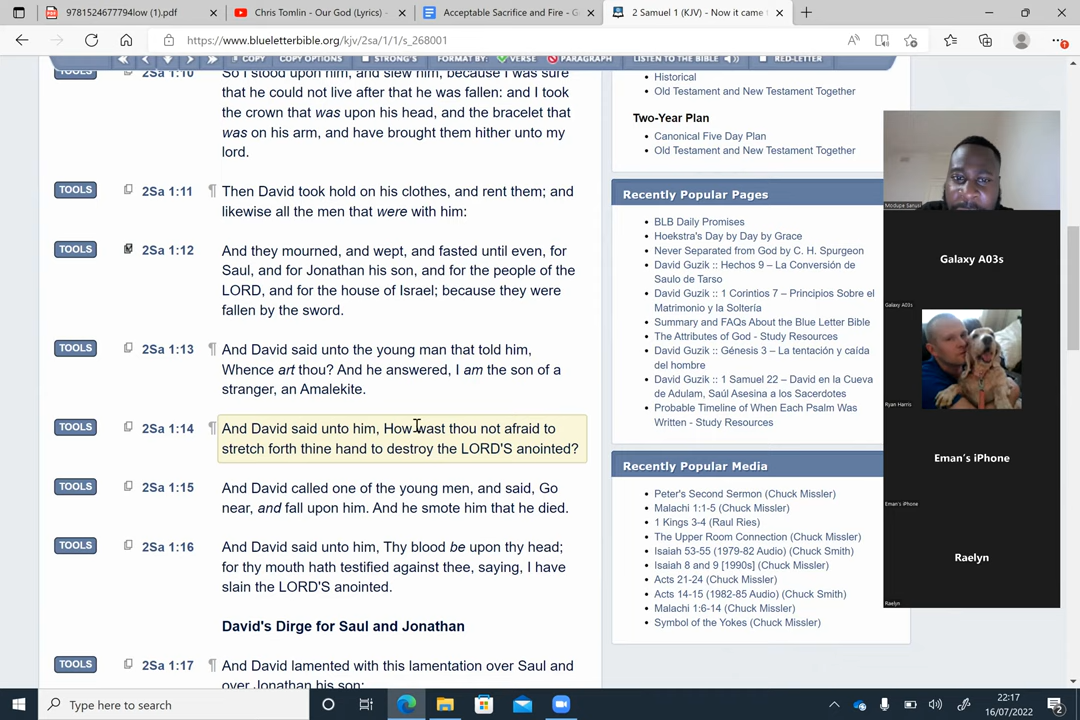 9781524677794low (1).pdf
Chris Tomlin - Our God (Lyrics) -
Acceptable Sacrifice and Fire - G
2 Samuel 1 (KJV) - Now it came
https://www.blueletterbible.org/kjv/2sa/1/1/s_268001
TOOLS
COPY
COPY OPTIONS
STRONG'S
FORMAT BY:
VERSE
PARAGRAPH
LISTEN TO THE BIBLE
RED-LETTER
TOOLS 2Sa 1:10 So I stood upon him, and slew him, because I was sure
that he could not live after that he was fallen: and I took
the crown that was upon his head, and the bracelet that
was on his arm, and have brought them hither unto my
lord.
TOOLS 2Sa 1:11 ¶ Then David took hold on his clothes, and rent them; and
likewise all the men that were with him:
TOOLS 2Sa 1:12 And they mourned, and wept, and fasted until even, for
Saul, and for Jonathan his son, and for the people of the
LORD, and for the house of Israel; because they were
fallen by the sword.
TOOLS 2Sa 1:13 ¶ And David said unto the young man that told him,
Whence art thou? And he answered, I am the son of a
stranger, an Amalekite.
TOOLS 2Sa 1:14 ¶ And David said unto him, How wast thou not afraid to
stretch forth thine hand to destroy the LORD'S anointed?
TOOLS 2Sa 1:15 And David called one of the young men, and said, Go
near, and fall upon him. And he smote him that he died.
TOOLS 2Sa 1:16 And David said unto him, Thy blood be upon thy head;
for thy mouth hath testified against thee, saying, I have
slain the LORD'S anointed.
David's Dirge for Saul and Jonathan
TOOLS 2Sa 1:17 ¶ And David lamented with this lamentation over Saul and
over Jonathan his son:
Historical
Old Testament and New Testament Together
Two-Year Plan
Canonical Five Day Plan
Old Testament and New Testament Together
Recently Popular Pages
BLB Daily Promises
Hoekstra's Day by Day by Grace
Never Separated from God by C. H. Spurgeon
David Guzik :: Hechos 9 – La Conversión de
Saulo de Tarso
David Guzik :: 1 Corintios 7 – Principios Sobre el
Matrimonio y la Soltería
Summary and FAQs About the Blue Letter Bible
The Attributes of God - Study Resources
David Guzik :: Génesis 3 – La tentación y caída
del hombre
David Guzik :: 1 Samuel 22 – David en la Cueva
de Adulam, Saúl Asesina a los Sacerdotes
Probable Timeline of When Each Psalm Was
Written - Study Resources
Recently Popular Media
Peter's Second Sermon (Chuck Missler)
Malachi 1:1-5 (Chuck Missler)
1 Kings 3-4 (Raul Ries)
The Upper Room Connection (Chuck Missler)
Isaiah 53-55 (1979-82 Audio) (Chuck Smith)
Isaiah 8 and 9 [1990s] (Chuck Missler)
Acts 21-24 (Chuck Missler)
Acts 14-15 (1982-85 Audio) (Chuck Smith)
Malachi 1:6-14 (Chuck Missler)
Symbol of the Yokes (Chuck Missler)
Modupa Sanusi
Galaxy A03s
Galaxy A03s
Ryan Harris
Eman's iPhone
Eman's iPhone
Raelyn
Raelyn
Type here to search
22:17
16/07/2022
2